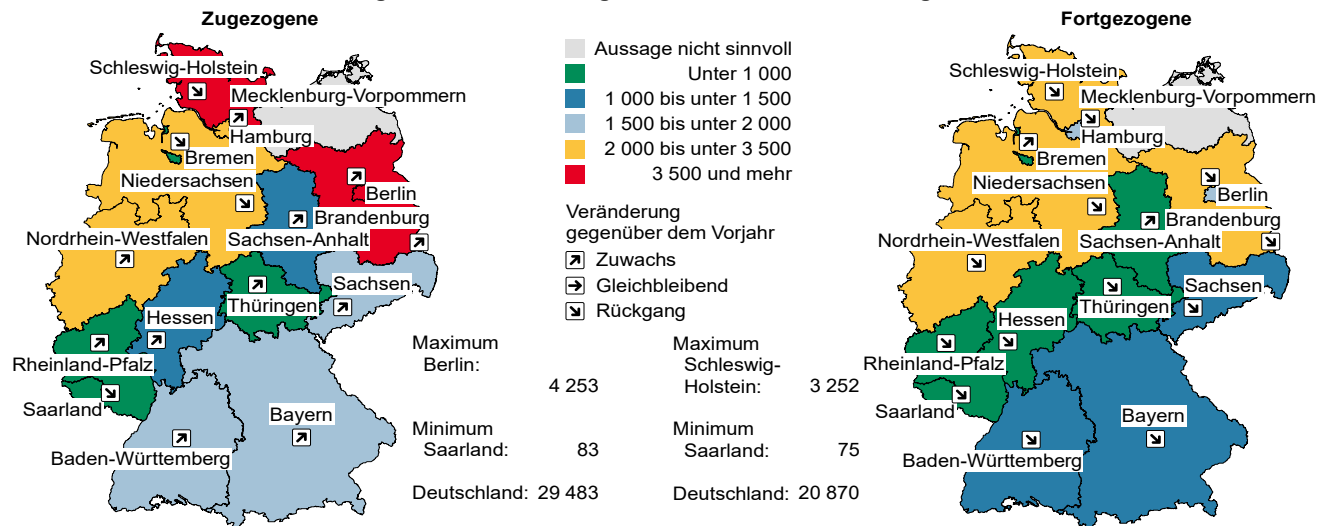 Zugezogene
Schleswig-Holstein
Mecklenburg-Vorpommern
Hamburg
Bremen
Niedersachsen
Berlin
Brandenburg
Nordrhein-Westfalen
Sachsen-Anhalt
Sachsen
Thüringen
Hessen
Rheinland-Pfalz
Saarland
Bayern
Baden-Württemberg
Aussage nicht sinnvoll
Unter 1 000
1 000 bis unter 1 500
1 500 bis unter 2 000
2 000 bis unter 3 500
3 500 und mehr
Veränderung
gegenüber dem Vorjahr
Zuwachs
Gleichbleibend
Rückgang
Maximum
Berlin:
4 253
Minimum
Saarland: 83
Deutschland: 29 483
Maximum
Schleswig-
Holstein: 3 252
Minimum
Saarland: 75
Deutschland: 20 870
Fortgezogene
Schleswig-Holstein
Mecklenburg-Vorpommern
Hamburg
Bremen
Niedersachsen
Berlin
Brandenburg
Nordrhein-Westfalen
Sachsen-Anhalt
Sachsen
Thüringen
Hessen
Rheinland-Pfalz
Saarland
Bayern
Baden-Württemberg